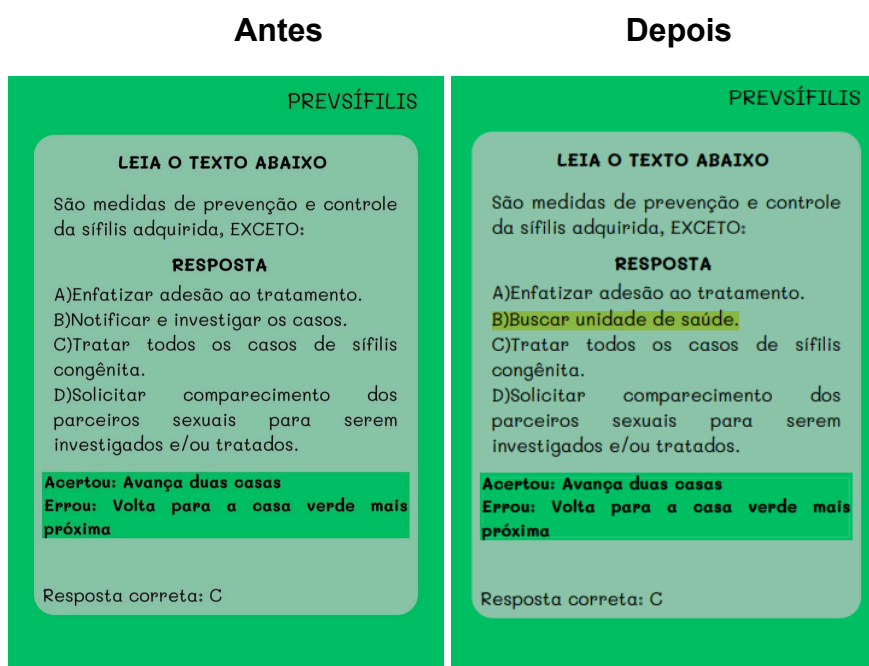 Antes
Depois
PREVSÍFILIS
LEIA O TEXTO ABAIXO
São medidas de prevenção e controle
da sífilis adquirida, EXCETO:
RESPOSTA
A)Enfatizar adesão ao tratamento.
B)Notificar e investigar os casos.
C)Tratar todos os casos de sífilis
congênita.
D)Solicitar comparecimento dos
parceiros sexuais para serem
investigados e/ou tratados.
Acertou: Avança duas casas
Errou: Volta para a casa verde mais
próxima
Resposta correta: C
PREVSÍFILIS
LEIA O TEXTO ABAIXO
São medidas de prevenção e controle
da sífilis adquirida, EXCETO:
RESPOSTA
A)Enfatizar adesão ao tratamento.
B)Buscar unidade de saúde.
C)Tratar todos os casos de sífilis
congênita.
D)Solicitar comparecimento dos
parceiros sexuais para serem
investigados e/ou tratados.
Acertou: Avança duas casas
Errou: Volta para a casa verde mais
próxima
Resposta correta: C